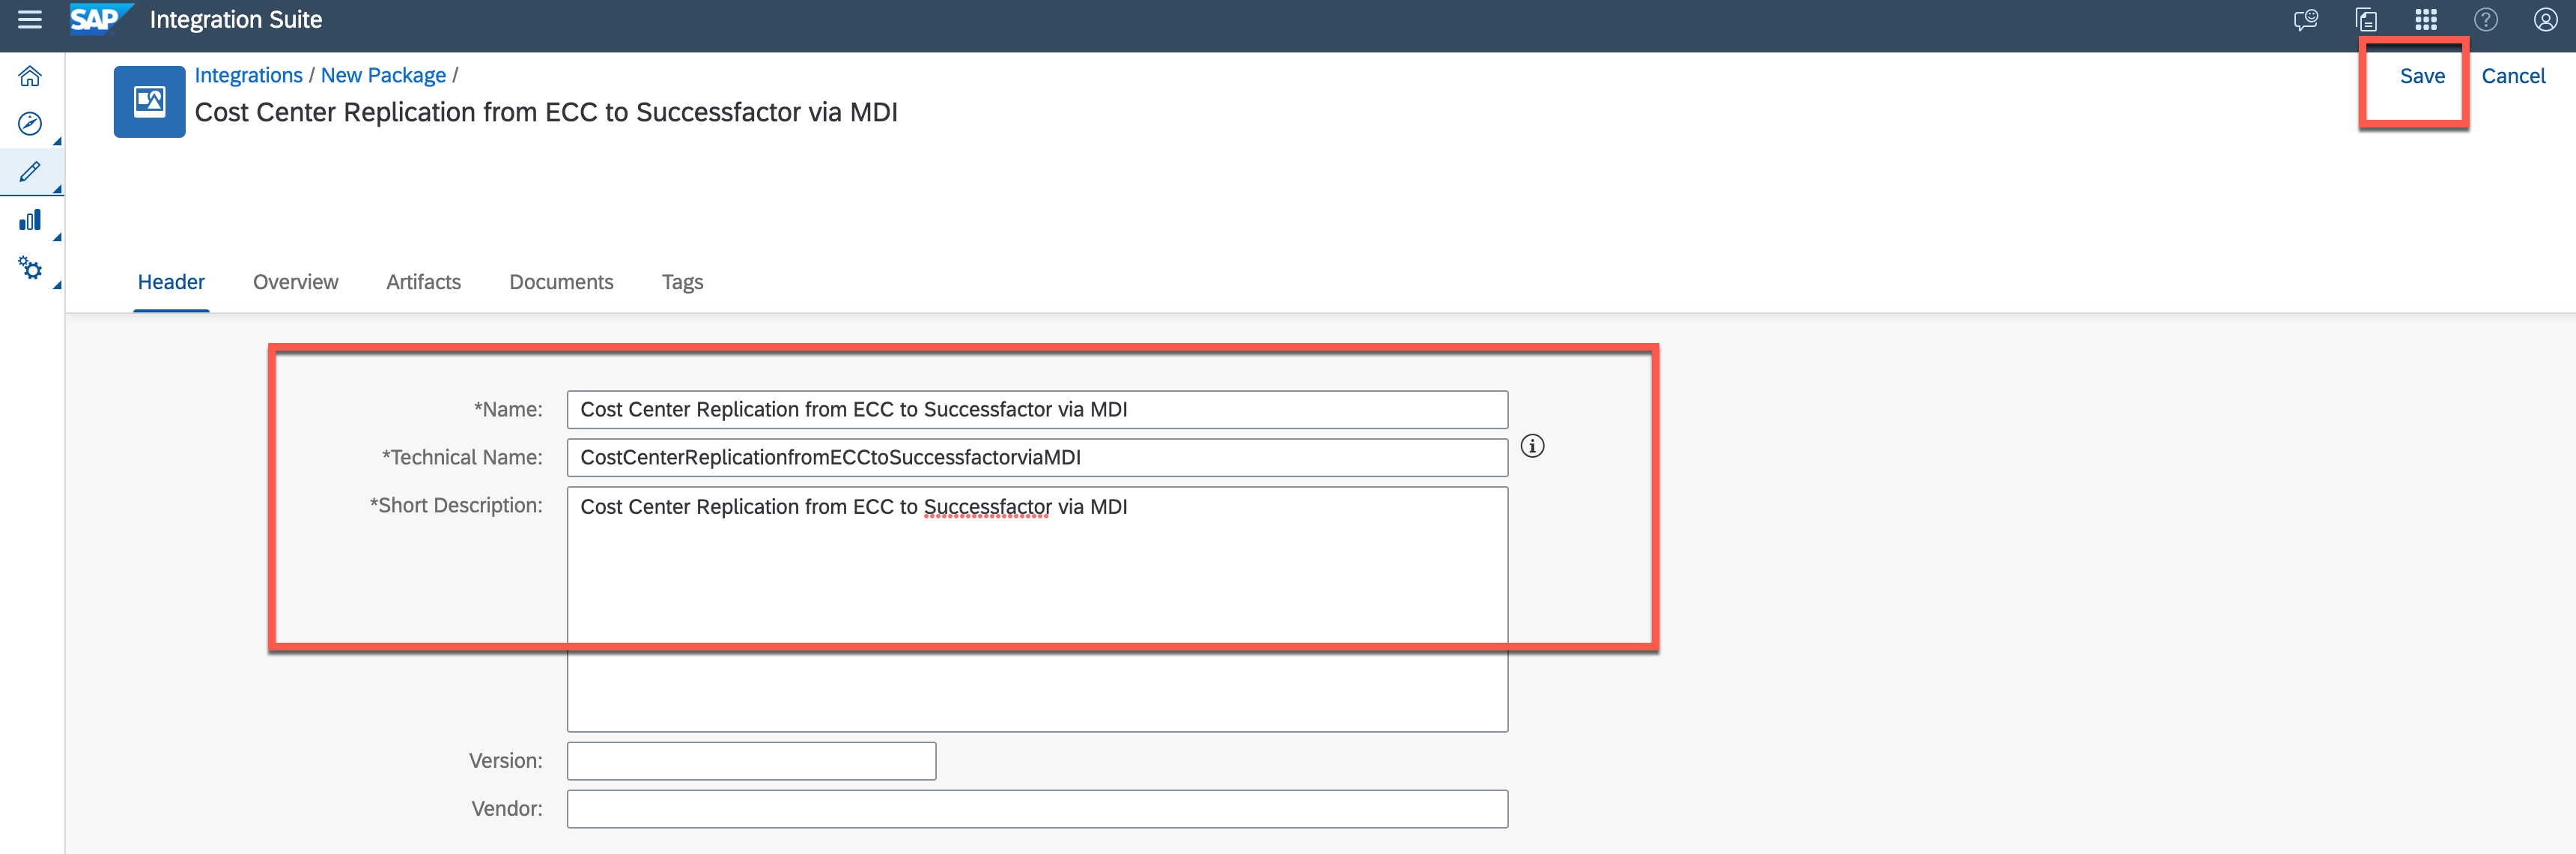 SAP Integration Suite
Integrations / New Package /
Save Cancel
Cost Center Replication from ECC to Successfactor via MDI
Header Overview Artifacts Documents Tags
*Name: Cost Center Replication from ECC to Successfactor via MDI
*Technical Name: CostCenterReplicationfromECCtoSuccessfactorviaMDI
*Short Description: Cost Center Replication from ECC to Successfactor via MDI
Version:
Vendor: